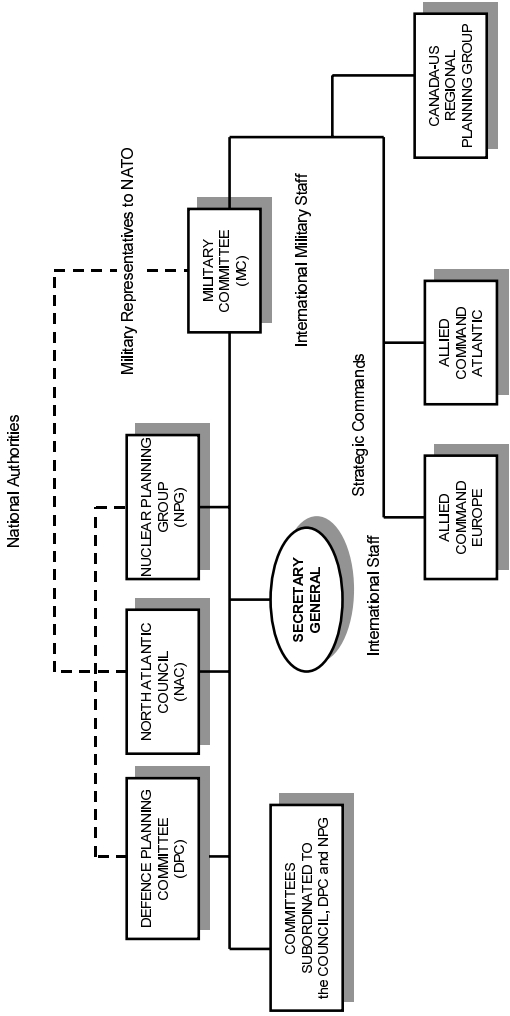 National Authorities
Military Representatives to NATO
DEFENCE PLANNING
COMMITTEE
(DPC)
NORTH ATLANTIC
COUNCIL
(NAC)
NUCLEAR PLANNING
GROUP
(NPG)
MILITARY
COMMITTEE
(MC)
COMMITTEES
SUBORDINATED TO
the COUNCIL, DPC and NPG
SECRETARY
GENERAL
International Staff
International Military Staff
Strategic Commands
ALLIED
COMMAND
EUROPE
ALLIED
COMMAND
ATLANTIC
CANADA-US
REGIONAL
PLANNING GROUP